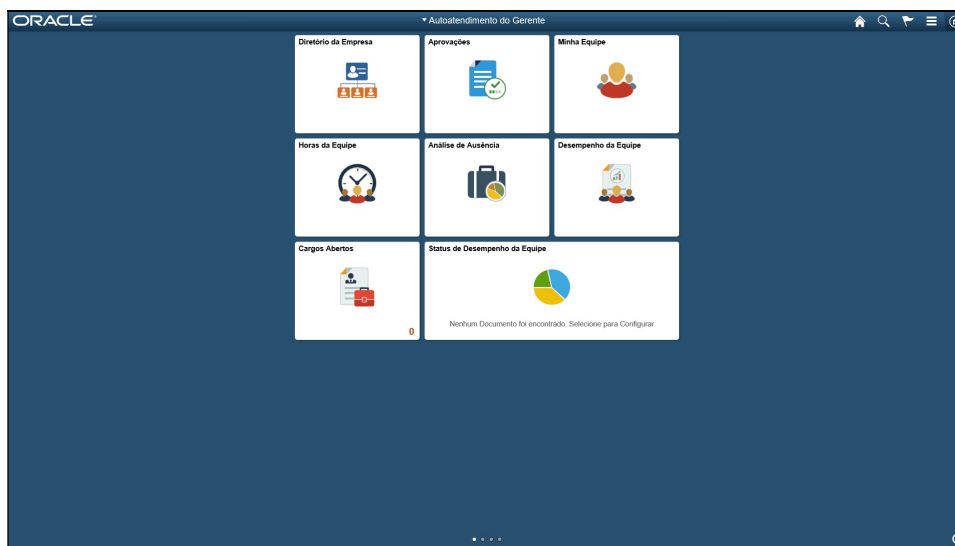 ORACLE
Autoatendimento do Gerente
Diretório da Empresa
Aprovações
Minha Equipe
Horas da Equipe
Análise de Ausência
Desempenho da Equipe
Cargos Abertos
Status de Desempenho da Equipe
Nenhum Documento foi encontrado. Selecione para Configurar
0